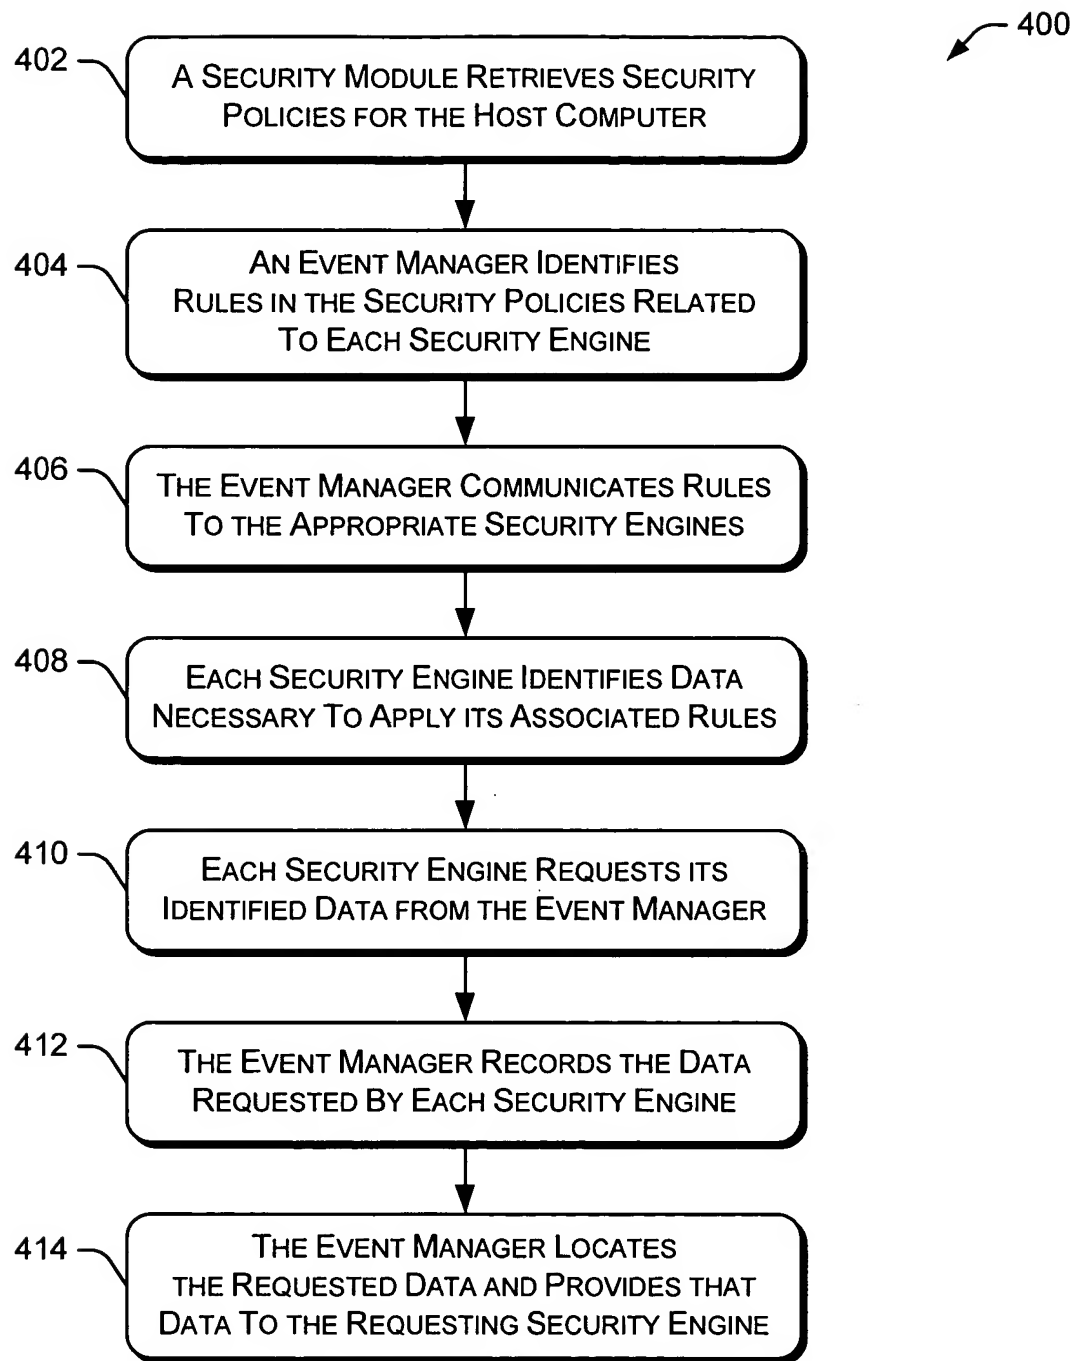 400
402
A SECURITY MODULE RETRIEVES SECURITY
POLICIES FOR THE HOST COMPUTER
404
AN EVENT MANAGER IDENTIFIES
RULES IN THE SECURITY POLICIES RELATED
TO EACH SECURITY ENGINE
406
THE EVENT MANAGER COMMUNICATES RULES
TO THE APPROPRIATE SECURITY ENGINES
408
EACH SECURITY ENGINE IDENTIFIES DATA
NECESSARY TO APPLY ITS ASSOCIATED RULES
410
EACH SECURITY ENGINE REQUESTS ITS
IDENTIFIED DATA FROM THE EVENT MANAGER
412
THE EVENT MANAGER RECORDS THE DATA
REQUESTED BY EACH SECURITY ENGINE
414
THE EVENT MANAGER LOCATES
THE REQUESTED DATA AND PROVIDES THAT
DATA TO THE REQUESTING SECURITY ENGINE